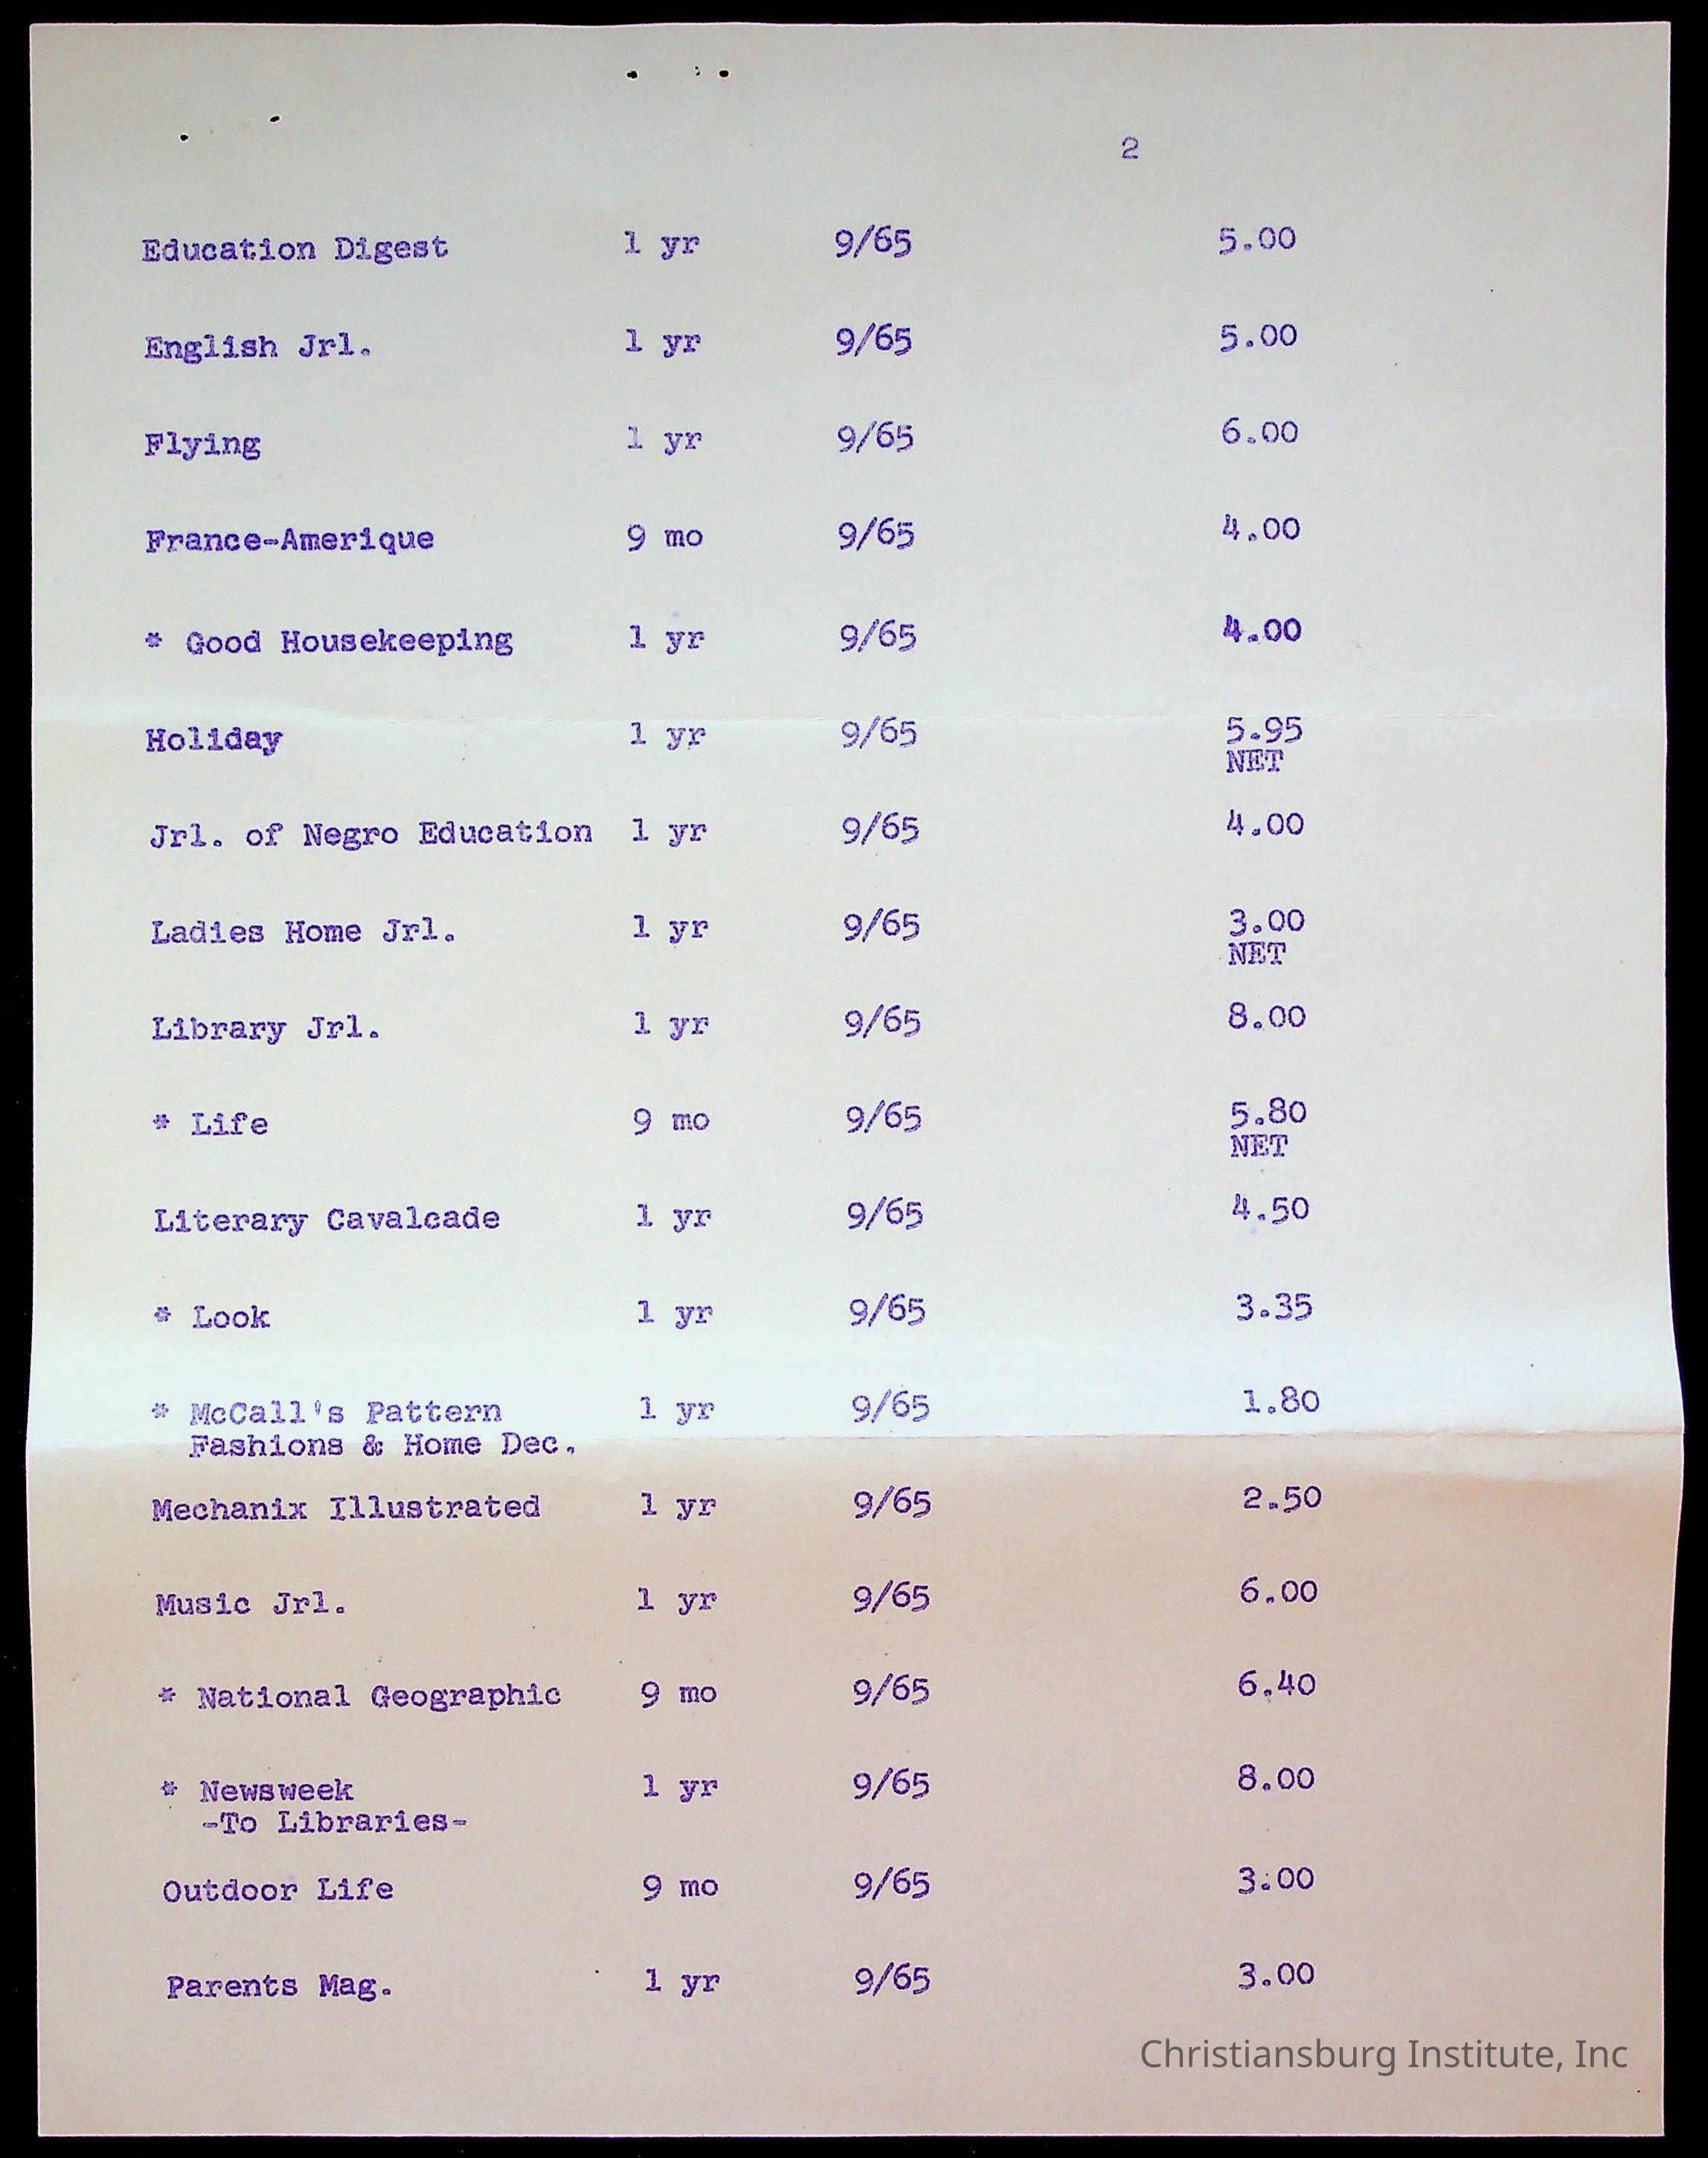 2
Education Digest 1 yr 9/65 5.00
English Jrl. 1 yr 9/65 5.00
Flying 1 yr 9/65 6.00
France-Amerique 9 mo 9/65 4.00
* Good Housekeeping 1 yr 9/65 4.00
Holiday 1 yr 9/65 5.95
NET
Jrl. of Negro Education 1 yr 9/65 4.00
Ladies Home Jrl. 1 yr 9/65 3.00
NET
Library Jrl. 1 yr 9/65 8.00
* Life 9 mo 9/65 5.80
NET
Literary Cavalcade 1 yr 9/65 4.50
* Look 1 yr 9/65 3.35
* McCall's Pattern 1 yr 9/65 1.80
Fashions & Home Dec.
Mechanix Illustrated 1 yr 9/65 2.50
Music Jrl. 1 yr 9/65 6.00
* National Geographic 9 mo 9/65 6.40
* Newsweek 1 yr 9/65 8.00
-To Libraries-
Outdoor Life 9 mo 9/65 3.00
Parents Mag. 1 yr 9/65 3.00
Christiansburg Institute, Inc